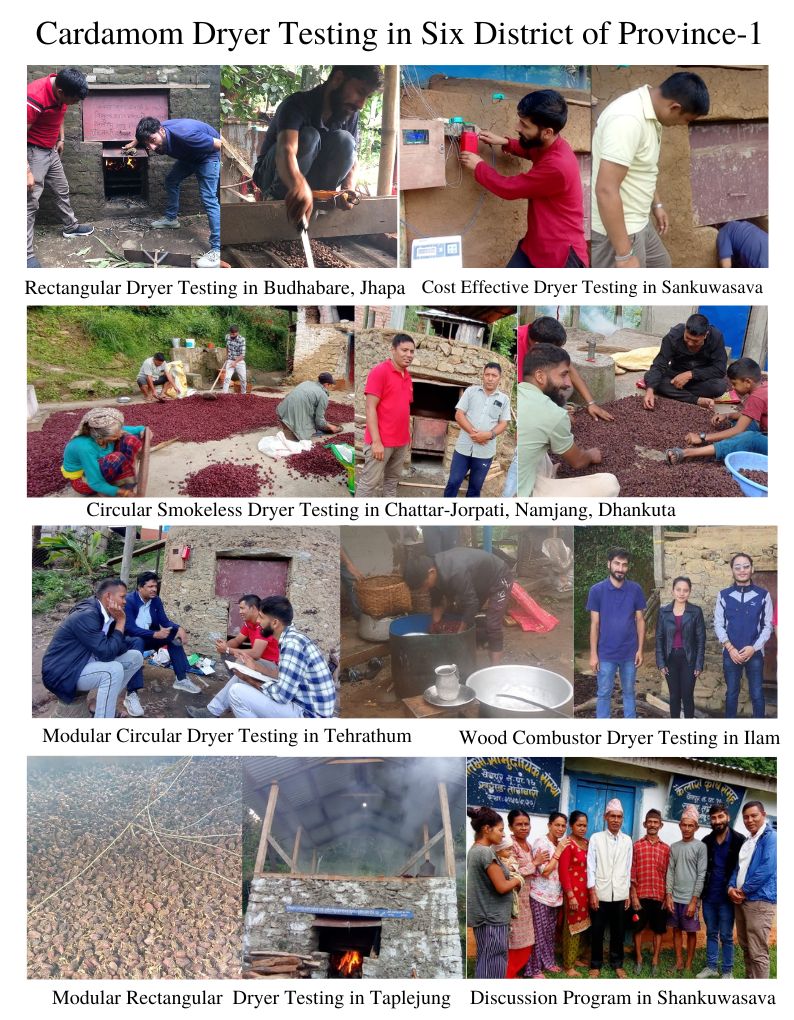 Cardamom Dryer Testing in Six District of Province-1
Rectangular Dryer Testing in Budhabare, Jhapa
Cost Effective Dryer Testing in Sankuwasava
Circular Smokeless Dryer Testing in Chattar-Jorpati, Namjang, Dhankuta
Modular Circular Dryer Testing in Tehrathum
Wood Combustor Dryer Testing in Ilam
Modular Rectangular Dryer Testing in Taplejung
Discussion Program in Shankuwasava